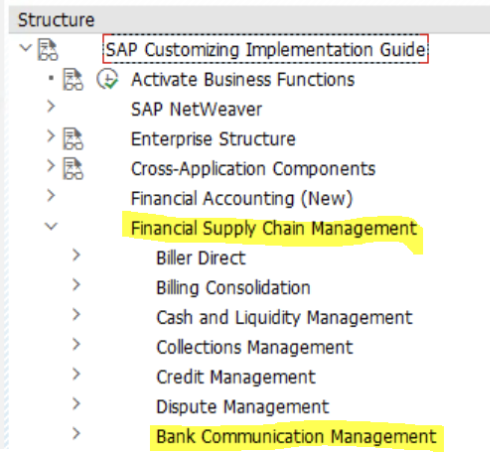 Structure
SAP Customizing Implementation Guide
Activate Business Functions
SAP NetWeaver
Enterprise Structure
Cross-Application Components
Financial Accounting (New)
Financial Supply Chain Management
Biller Direct
Billing Consolidation
Cash and Liquidity Management
Collections Management
Credit Management
Dispute Management
Bank Communication Management